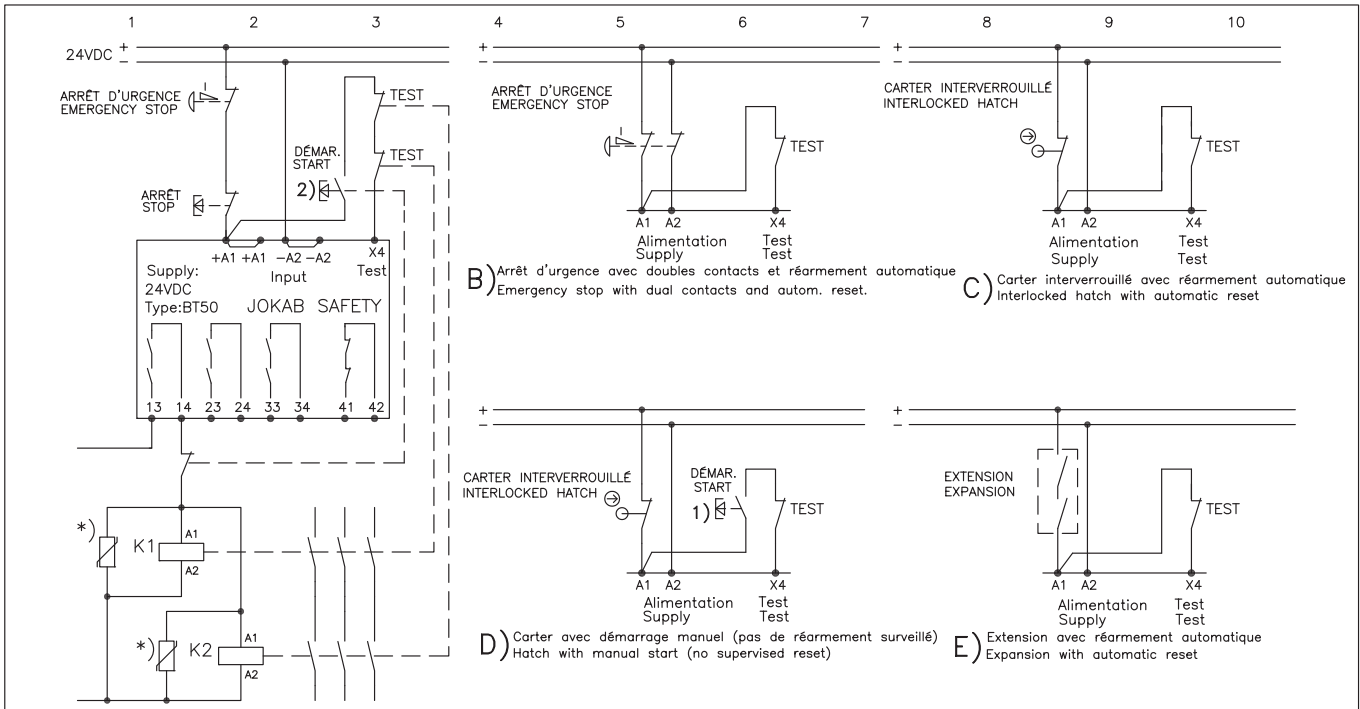 1 2 3 4 5 6 7 8 9 10
24VDC + −
ARRÊT D'URGENCE
EMERGENCY STOP
TEST
TEST
DÉMAR.
START
2)
ARRÊT
STOP
+A1 +A1 −A2 −A2 X4
Input Test
Supply:
24VDC
Type:BT50 JOKAB SAFETY
13 14 23 24 33 34 41 42
*)
K1
A1
A2
*)
K2
A1
A2
+
−
ARRÊT D'URGENCE
EMERGENCY STOP
TEST
A1 A2 X4
Alimentation Test
Supply Test
B) Arrêt d'urgence avec doubles contacts et réarmement automatique
Emergency stop with dual contacts and autom. reset.
+
−
CARTER INTERVERROUILLÉ
INTERLOCKED HATCH
TEST
A1 A2 X4
Alimentation Test
Supply Test
C) Carter interverrouillé avec réarmement automatique
Interlocked hatch with automatic reset
+
−
CARTER INTERVERROUILLÉ
INTERLOCKED HATCH
DÉMAR.
START
1)
TEST
A1 A2 X4
Alimentation Test
Supply Test
D) Carter avec démarrage manuel (pas de réarmement surveillé)
Hatch with manual start (no supervised reset)
+
−
EXTENSION
EXPANSION
TEST
A1 A2 X4
Alimentation Test
Supply Test
E) Extension avec réarmement automatique
Expansion with automatic reset